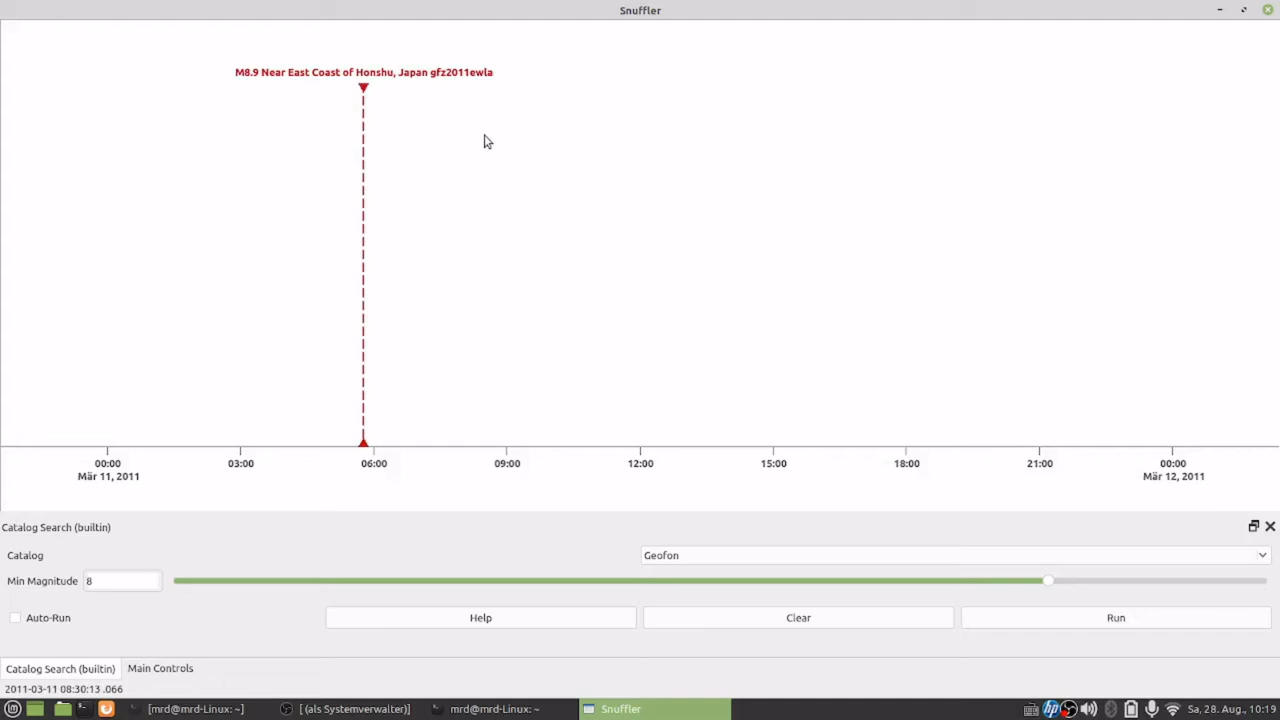 Snuffler
M8.9 Near East Coast of Honshu, Japan gfz2011ewla
00:00 03:00 06:00 09:00 12:00 15:00 18:00 21:00 00:00
Mär 11, 2011 Mär 12, 2011
Catalog Search (builtin)
Catalog Geofon
Min Magnitude 8
Auto-Run Help Clear Run
Catalog Search (builtin) Main Controls
2011-03-11 08:30:13 .066
[mrd@mrd-Linux: ~] [ (als Systemverwalter)] mrd@mrd-Linux: ~ Snuffler hp Sa, 28. Aug., 10:19